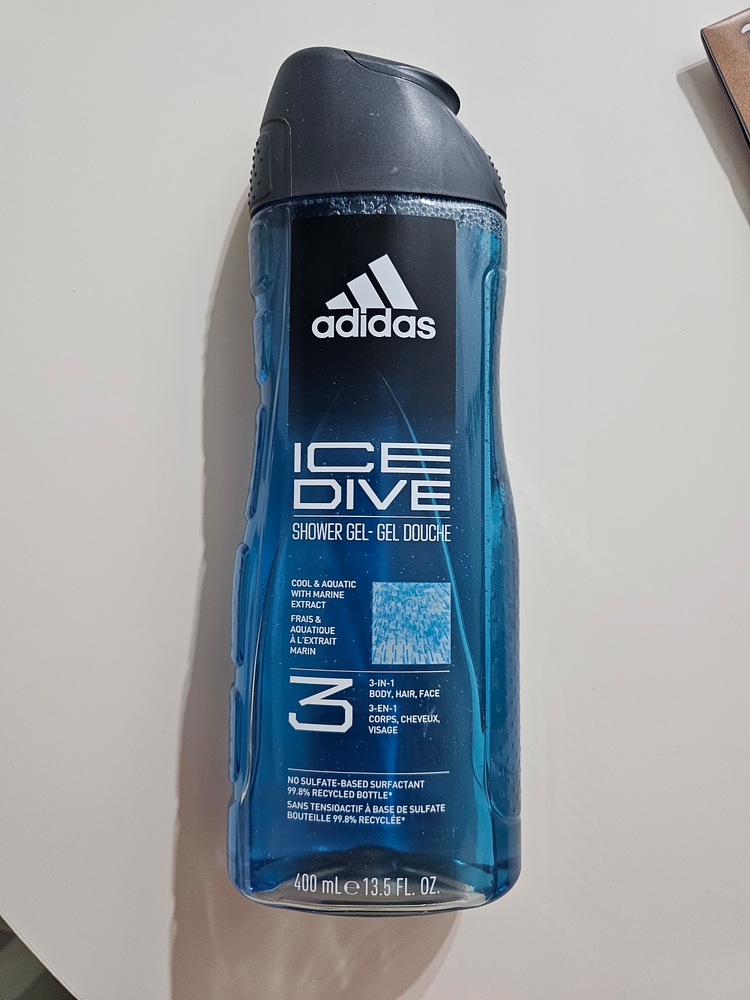 adidas
ICE
DIVE
SHOWER GEL- GEL DOUCHE
COOL & AQUATIC
WITH MARINE
EXTRACT
FRAIS &
AQUATIQUE
À L'EXTRAIT
MARIN
3
3-IN-1
BODY, HAIR, FACE
3-EN-1
CORPS, CHEVEUX,
VISAGE
NO SULFATE-BASED SURFACTANT
99.8% RECYCLED BOTTLE*
SANS TENSIOACTIF À BASE DE SULFATE
BOUTEILLE 99.8% RECYCLÉE*
400 mL ℮ 13.5 FL. OZ.